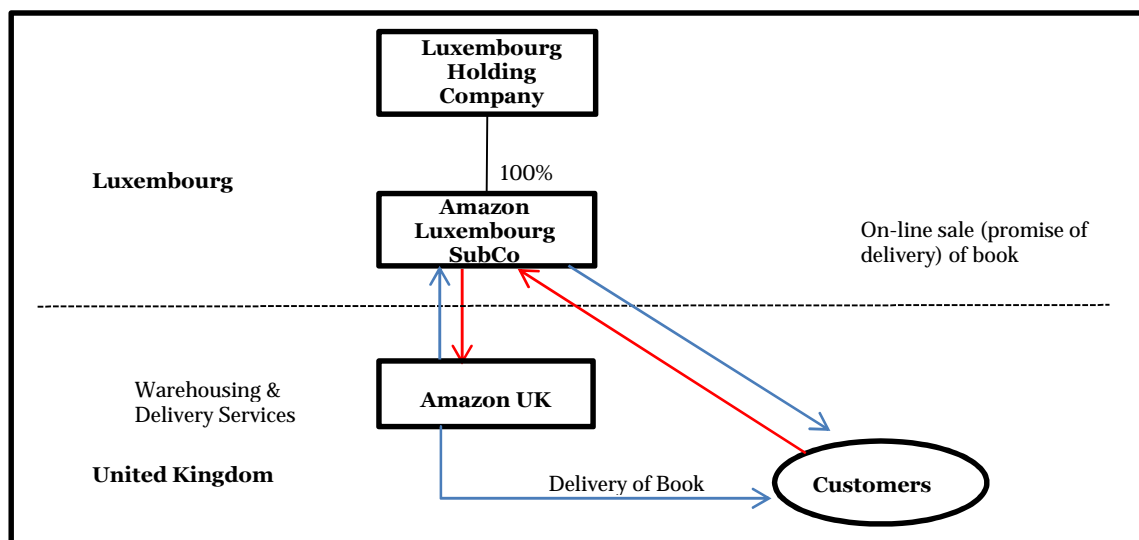 Luxembourg
Holding
Company
100%
Luxembourg
Amazon
Luxembourg
SubCo
On-line sale (promise of
delivery) of book
Warehousing &
Delivery Services
Amazon UK
United Kingdom
Delivery of Book
Customers